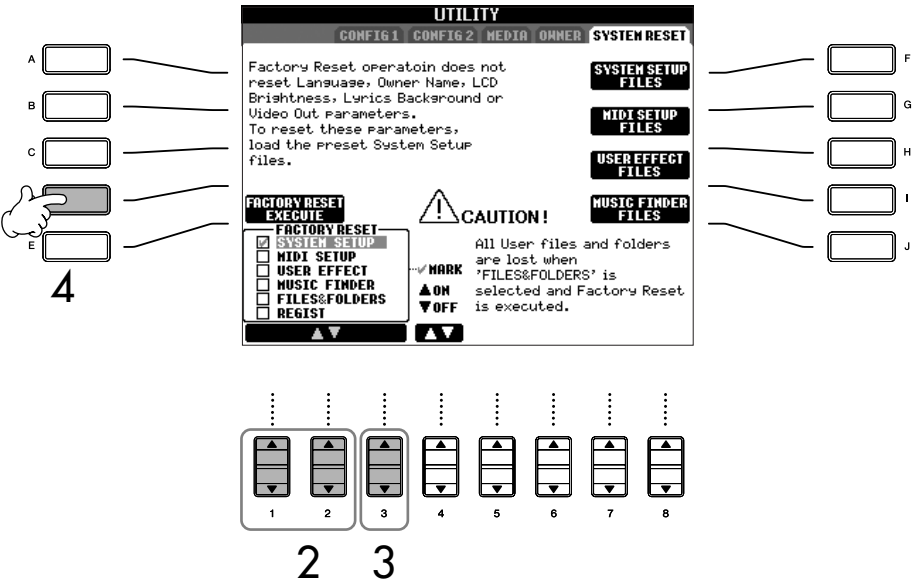 UTILITY
CONFIG 1 CONFIG 2 MEDIA OWNER SYSTEM RESET
Factory Reset operatoin does not
reset Language, Owner Name, LCD
Brightness, Lyrics Background or
Video Out parameters.
To reset these parameters,
load the preset System Setup
files.
SYSTEM SETUP
FILES
MIDI SETUP
FILES
USER EFFECT
FILES
MUSIC FINDER
FILES
FACTORY RESET
EXECUTE
FACTORY RESET
SYSTEM SETUP
MIDI SETUP
USER EFFECT
MUSIC FINDER
FILES&FOLDERS
REGIST
MARK
▲ON
▼OFF
CAUTION!
All User files and folders
are lost when
'FILES&FOLDERS' is
selected and Factory Reset
is executed.
A
B
C
E
F
G
H
I
J
4
1 2 3 4 5 6 7 8
2 3